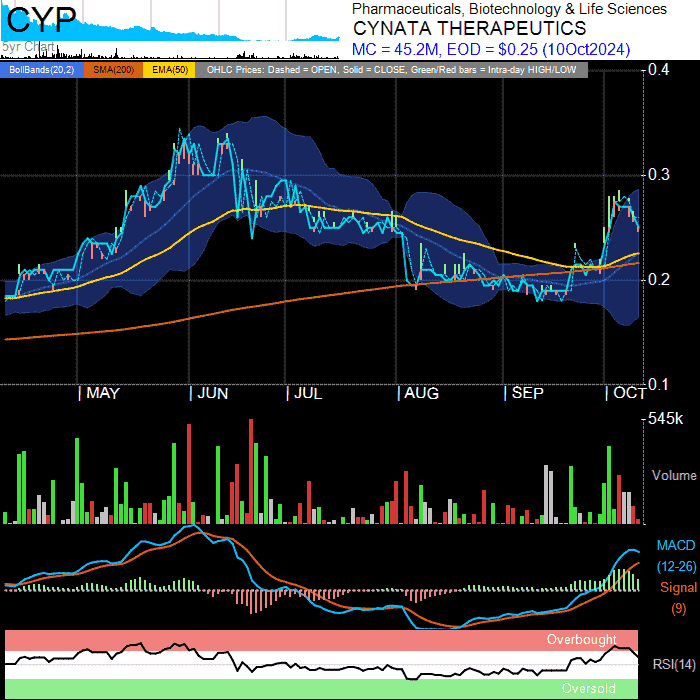 CYP
5yr Chart
Pharmaceuticals, Biotechnology & Life Sciences
CYNATA THERAPEUTICS
MC = 45.2M, EOD = $0.25 (10Oct2024)
BollBands(20,2) SMA(200) EMA(50) OHLC Prices: Dashed = OPEN, Solid = CLOSE, Green/Red bars = Intra-day HIGH/LOW
0.4
0.3
0.2
0.1
| MAY | JUN | JUL | AUG | SEP | OCT
545k
Volume
MACD
(12-26)
Signal
(9)
Overbought
RSI(14)
Oversold